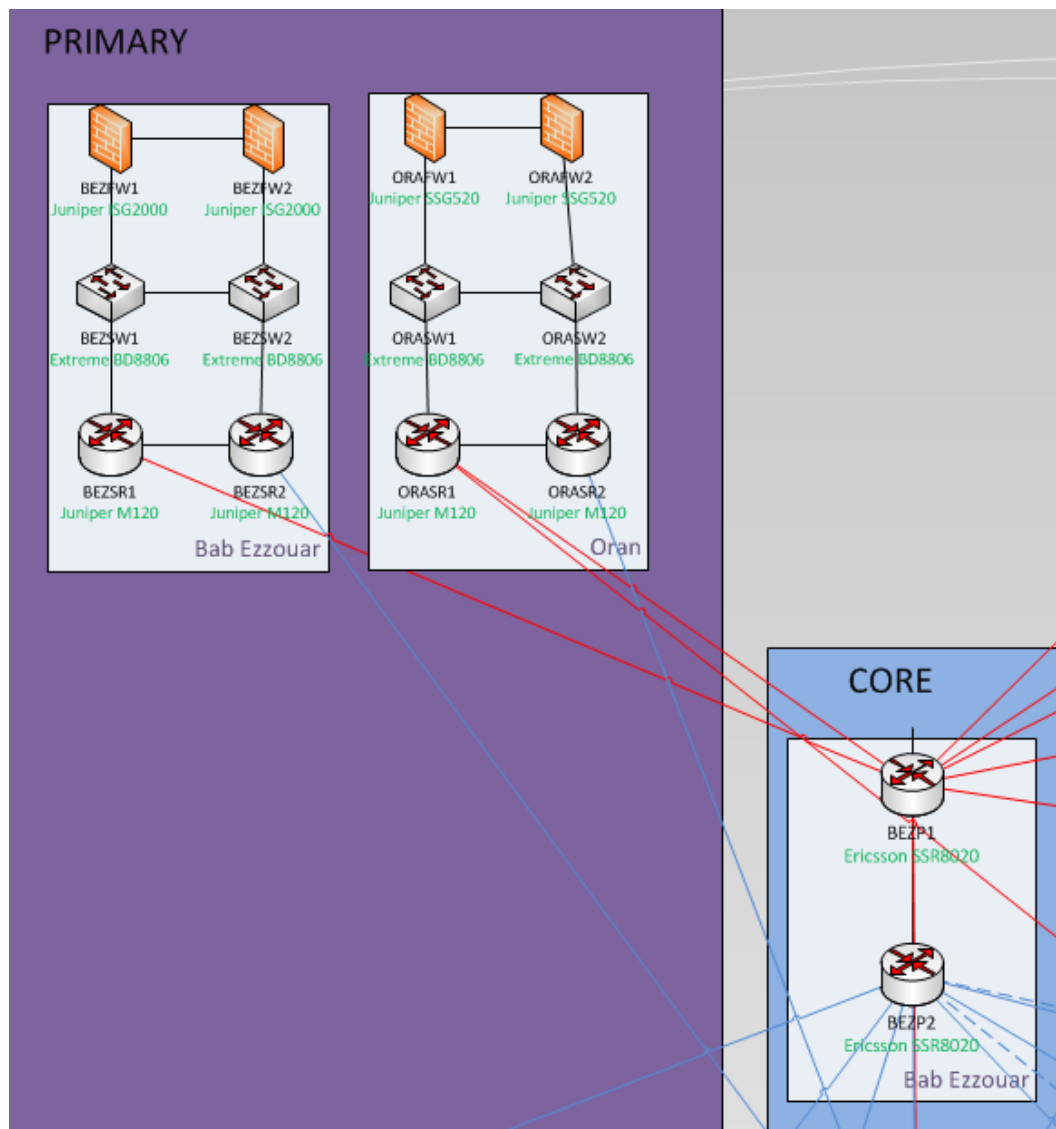 PRIMARY
BEZFW1
Juniper ISG2000
BEZFW2
Juniper ISG2000
BEZSW1
Extreme BD8806
BEZSW2
Extreme BD8806
BEZSR1
Juniper M120
BEZSR2
Juniper M120
Bab Ezzouar
ORAFW1
Juniper SSG520
ORAFW2
Juniper SSG520
ORASW1
Extreme BD8806
ORASW2
Extreme BD8806
ORASR1
Juniper M120
ORASR2
Juniper M120
Oran
CORE
BEZP1
Ericsson SSR8020
BEZP2
Ericsson SSR8020
Bab Ezzouar